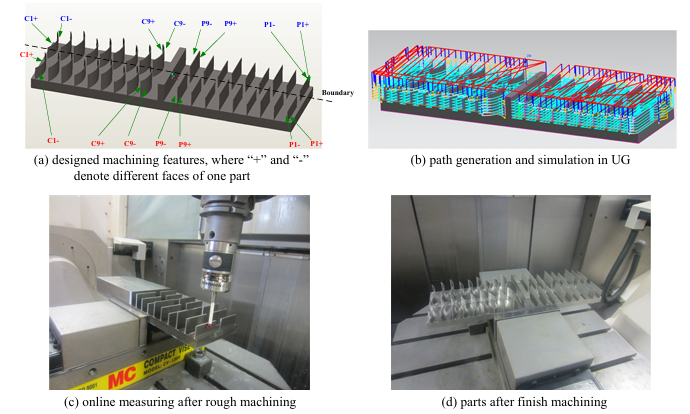 C1+ C1- C9+ C9- P9- P9+ P1- P1+
C1+
Boundary
C1- C9+ C9- P9- P9+ P1- P1+
(a) designed machining features, where “+” and “-”
denote different faces of one part
(b) path generation and simulation in UG
MC COMPACT VISE
(c) online measuring after rough machining
(d) parts after finish machining